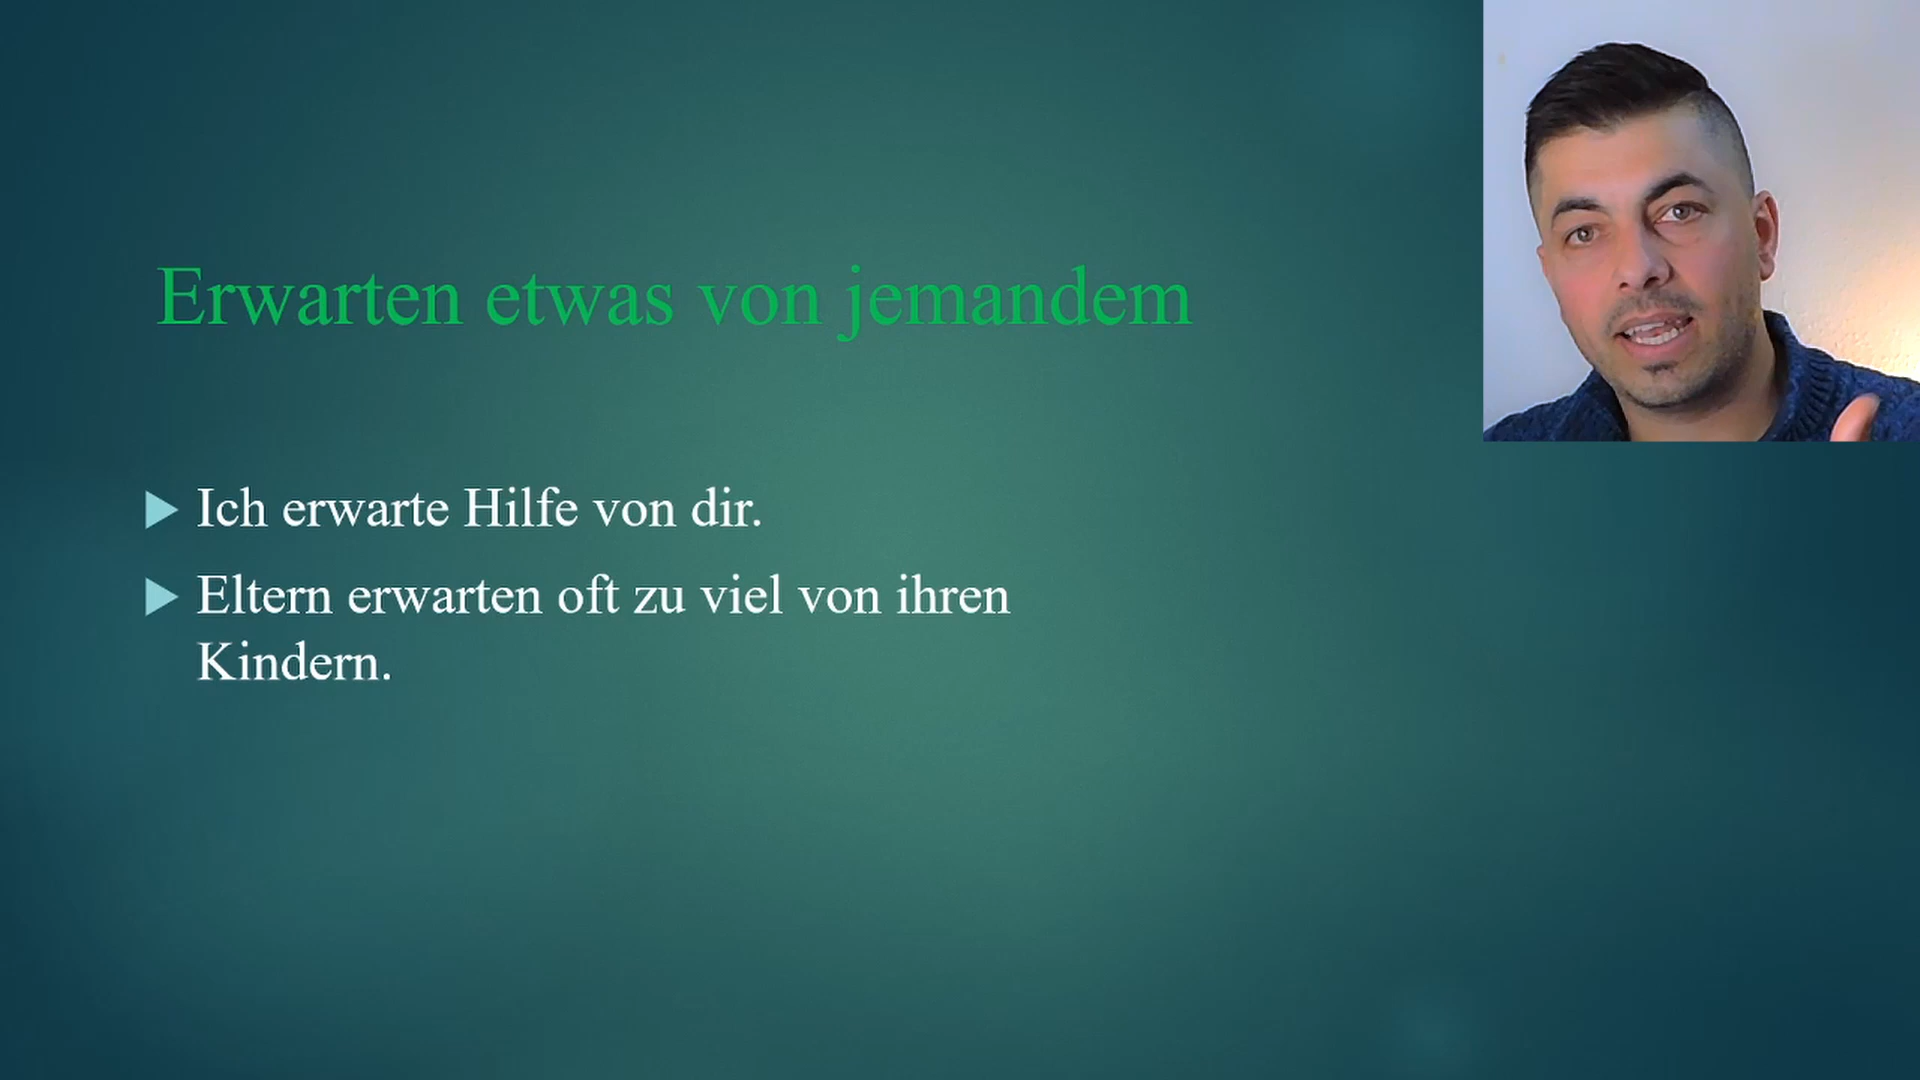 Erwarten etwas von jemandem
Ich erwarte Hilfe von dir.
Eltern erwarten oft zu viel von ihren
Kindern.